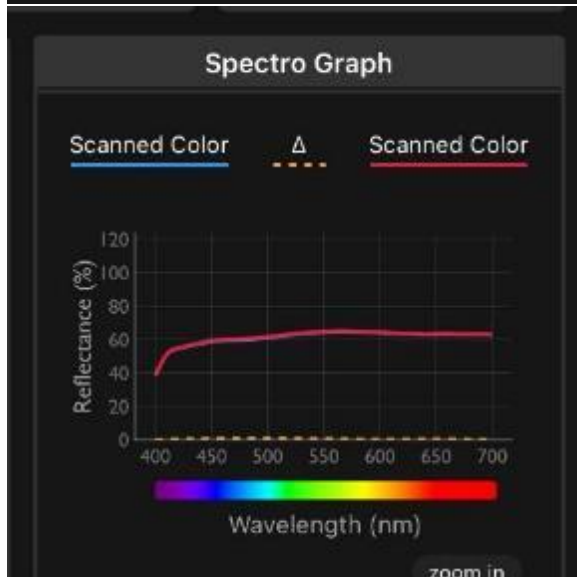 Spectro Graph
Scanned Color Δ Scanned Color
120
100
80
60
40
20
0
Reflectance (%)
400 450 500 550 600 650 700
Wavelength (nm)
zoom in